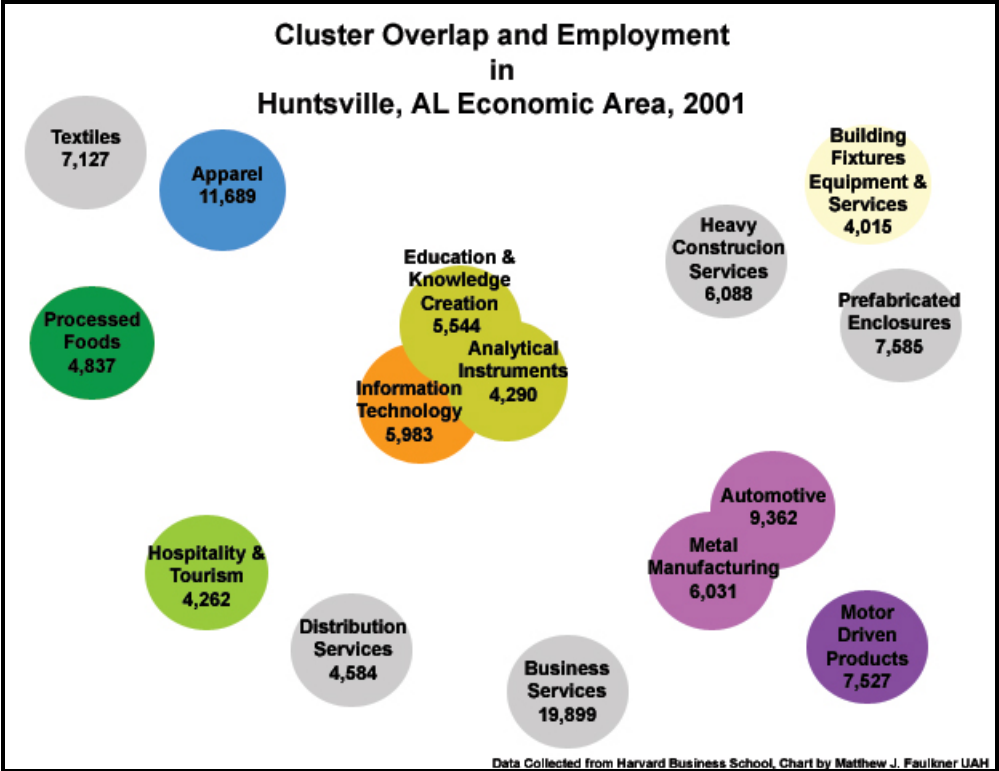 Cluster Overlap and Employment
in
Huntsville, AL Economic Area, 2001
Textiles
7,127
Apparel
11,689
Building
Fixtures
Equipment &
Services
4,015
Heavy
Construcion
Services
6,088
Prefabricated
Enclosures
7,585
Education &
Knowledge
Creation
5,544
Analytical
Instruments
4,290
Information
Technology
5,983
Processed
Foods
4,837
Automotive
9,362
Metal
Manufacturing
6,031
Hospitality &
Tourism
4,262
Distribution
Services
4,584
Business
Services
19,899
Motor
Driven
Products
7,527
Data Collected from Harvard Business School, Chart by Matthew J. Faulkner UAH